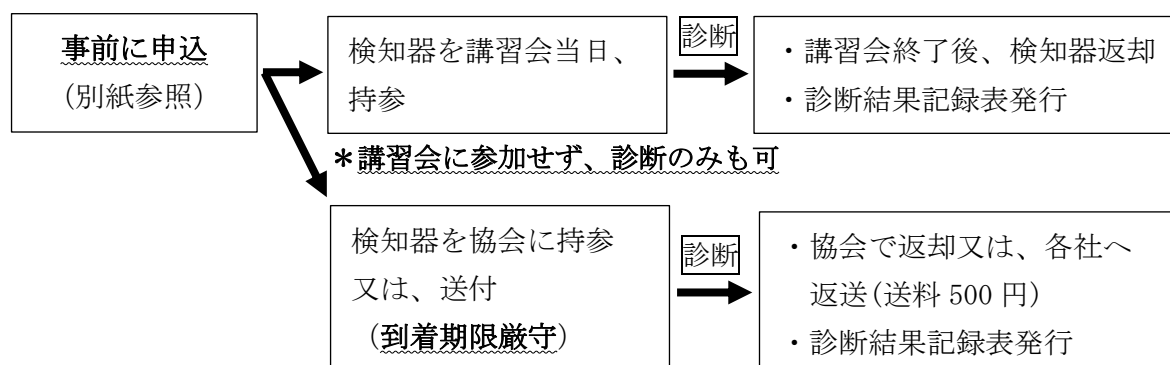 事前に申込
(別紙参照)
検知器を講習会当日、
持参
診断
・講習会終了後、検知器返却
・診断結果記録表発行
＊講習会に参加せず、診断のみも可
検知器を協会に持参
又は、送付
(到着期限厳守)
診断
・協会で返却又は、各社へ
返送(送料 500 円)
・診断結果記録表発行